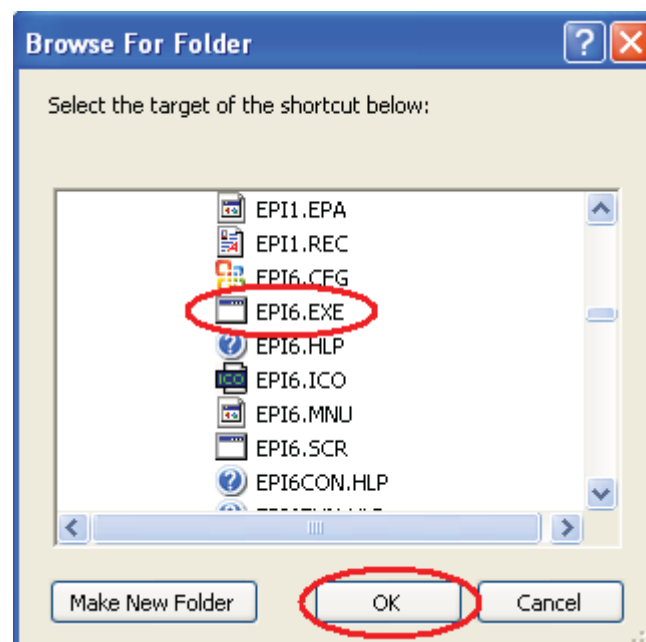 Browse For Folder
Select the target of the shortcut below:
EPI1.EPA
EPI1.REC
EPI6.CFG
EPI6.EXE
EPI6.HLP
ICO EPI6.ICO
EPI6.MNU
EPI6.SCR
EPI6CON.HLP
Make New Folder OK Cancel